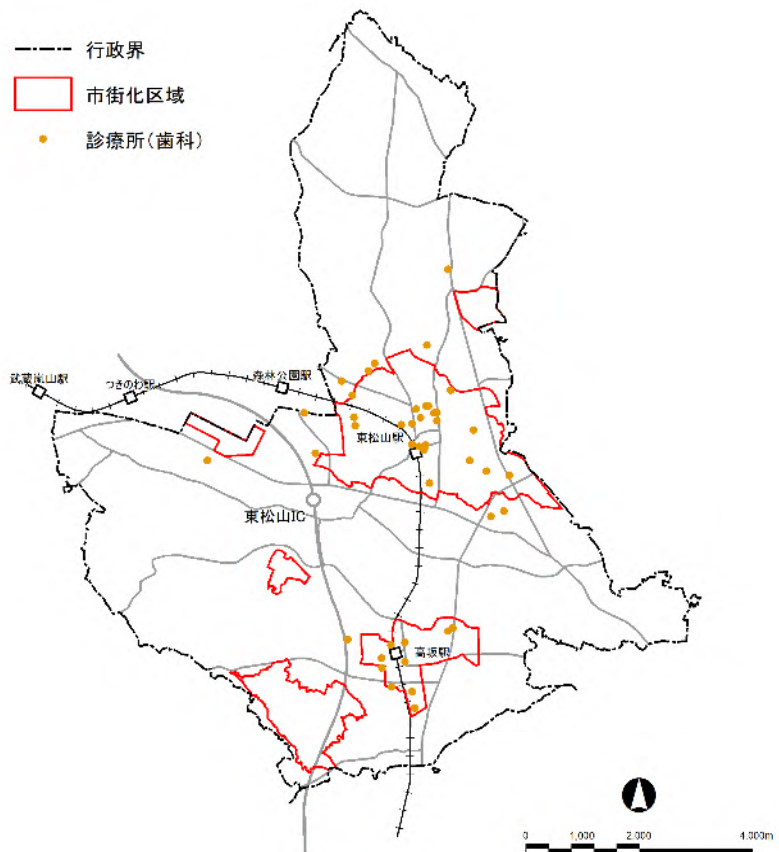 行政界
市街化区域
診療所(歯科)
武蔵嵐山駅
つきのわ駅
森林公園駅
東松山駅
東松山IC
高坂駅
0 1,000 2,000 4,000m